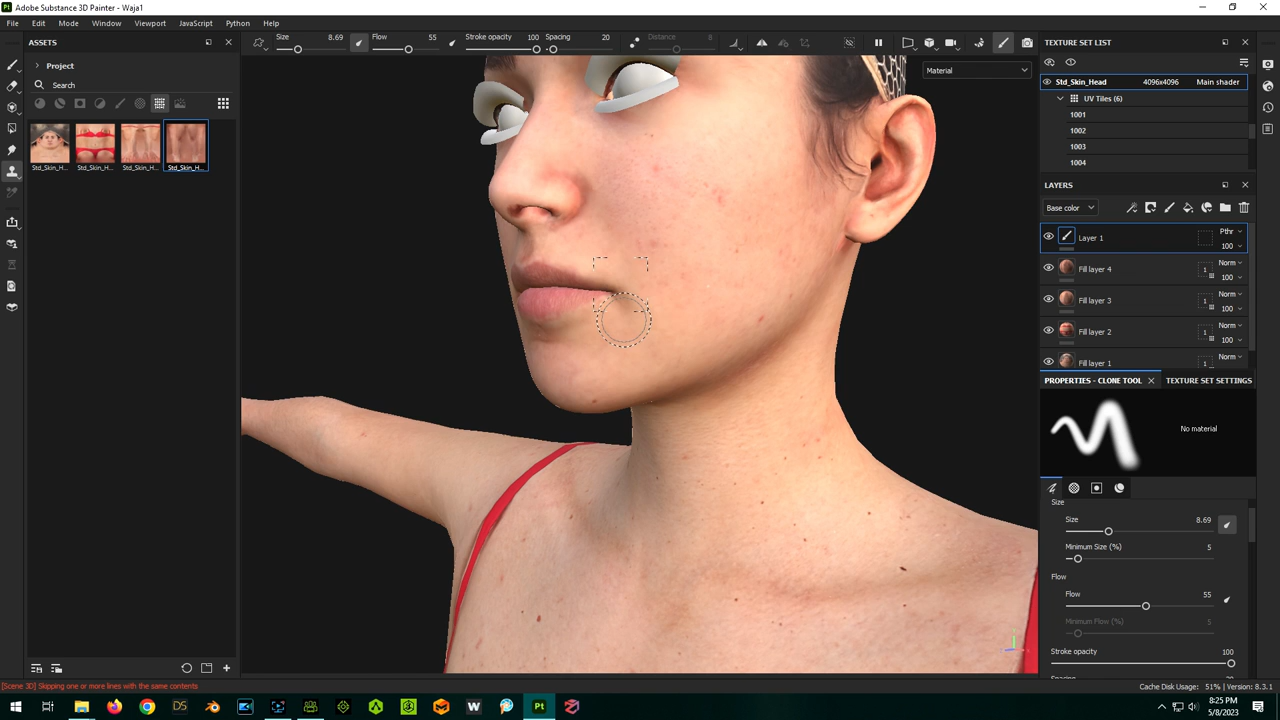 Adobe Substance 3D Painter - Waja1
File Edit Mode Window Viewport JavaScript Python Help
ASSETS
Size 8.69 Flow 55 Stroke opacity 100 Spacing 20 Distance 8
TEXTURE SET LIST
Project
Search
Material
Std_Skin_Head 4096x4096 Main shader
UV Tiles (6)
1001
1002
1003
1004
Std_Skin_H... Std_Skin_H... Std_Skin_H... Std_Skin_H...
LAYERS
Base color
Layer 1 Pthr 100
Fill layer 4 Norm 100
Fill layer 3 Norm 100
Fill layer 2 Norm 100
Fill layer 1 Norm
PROPERTIES - CLONE TOOL TEXTURE SET SETTINGS
No material
Size
Size 8.69
Minimum Size (%) 5
Flow
Flow 55
Minimum Flow (%) 5
Stroke opacity 100
[Scene 3D] Skipping one or more lines with the same contents
Cache Disk Usage: 51% | Version: 8.3.1
8:25 PM
5/8/2023